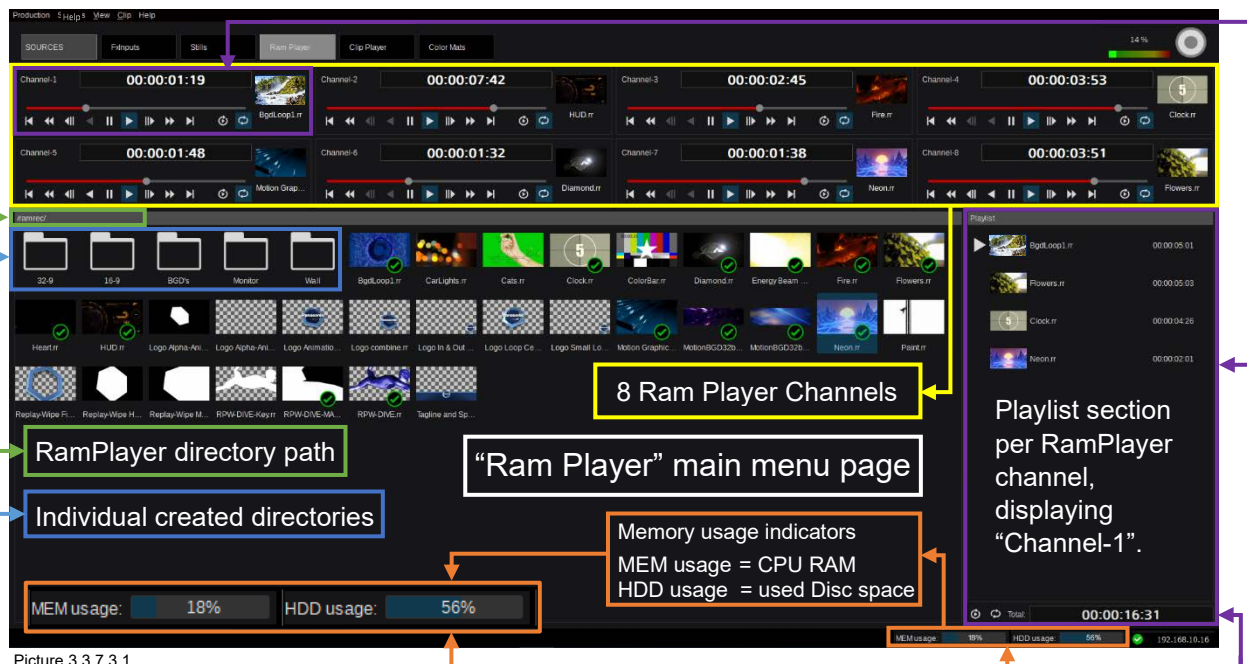 Production View Clip Help
Helps
SOURCES FxInputs Stills Ram Player Clip Player Color Mats 14 %
Channel-1 00:00:01:19 BgdLoop1.rr
Channel-2 00:00:07:42 HUD.rr
Channel-3 00:00:02:45 Fire.rr
Channel-4 00:00:03:53 5 Clock.rr
Channel-5 00:00:01:48 Motion Grap...
Channel-6 00:00:01:32 Diamond.rr
Channel-7 00:00:01:38 Neon.rr
Channel-8 00:00:03:51 Flowers.rr
/ramrec/ Playlist
32-9 16-9 BGD's Monitor Wall BgdLoop1.rr CarLights.rr Cats.rr Clock.rr ColorBar.rr Diamond.rr EnergyBeam ... Fire.rr Flowers.rr
Heart.rr HUD.rr Logo Alpha-Ani... Logo Alpha-Ani... Logo Animatio... Logo combine.rr Logo In & Out ... Logo Loop Ce... Logo Small Lo... Motion Graphic... MotionBGD32b... MotionBGD32b... Neon.rr Paint.rr
Replay-Wipe Fi... Replay-Wipe H... Replay-Wipe M... RPW-DIVE-Key.rr RPW-DIVE-MA... RPW-DIVE.rr Tagline and Sp...
BgdLoop1.rr 00:00:05:01
Flowers.rr 00:00:05:03
5 Clock.rr 00:00:04:26
Neon.rr 00:00:02:01
8 Ram Player Channels
RamPlayer directory path
"Ram Player" main menu page
Individual created directories
Playlist section
per RamPlayer
channel,
displaying
"Channel-1".
Memory usage indicators
MEM usage = CPU RAM
HDD usage = used Disc space
MEM usage: 18% HDD usage: 56%
Total: 00:00:16:31
MEM usage: 18% HDD usage: 56% 192.168.10.16
Picture 3.3.7.3.1